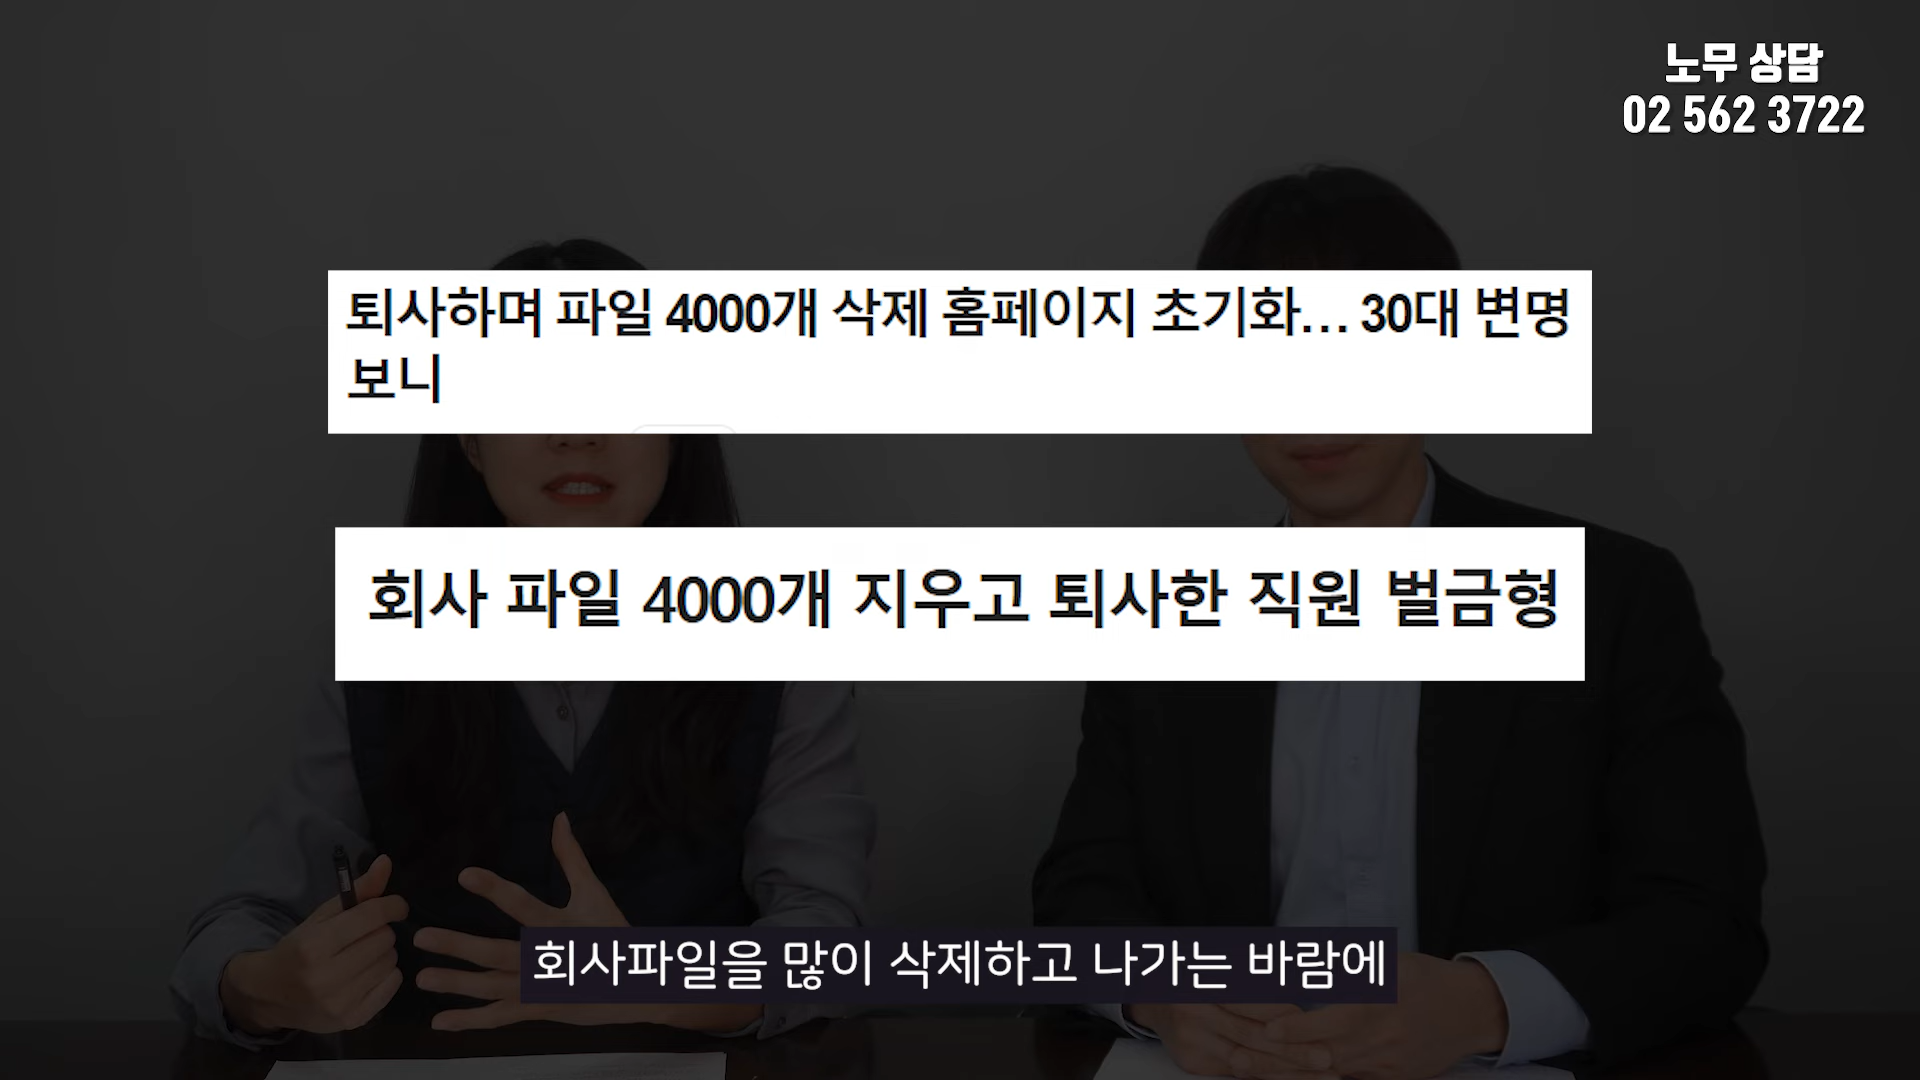 노무 상담
02 562 3722
퇴사하며 파일 4000개 삭제 홈페이지 초기화... 30대 변명
보니
회사 파일 4000개 지우고 퇴사한 직원 벌금형
회사파일을 많이 삭제하고 나가는 바람에